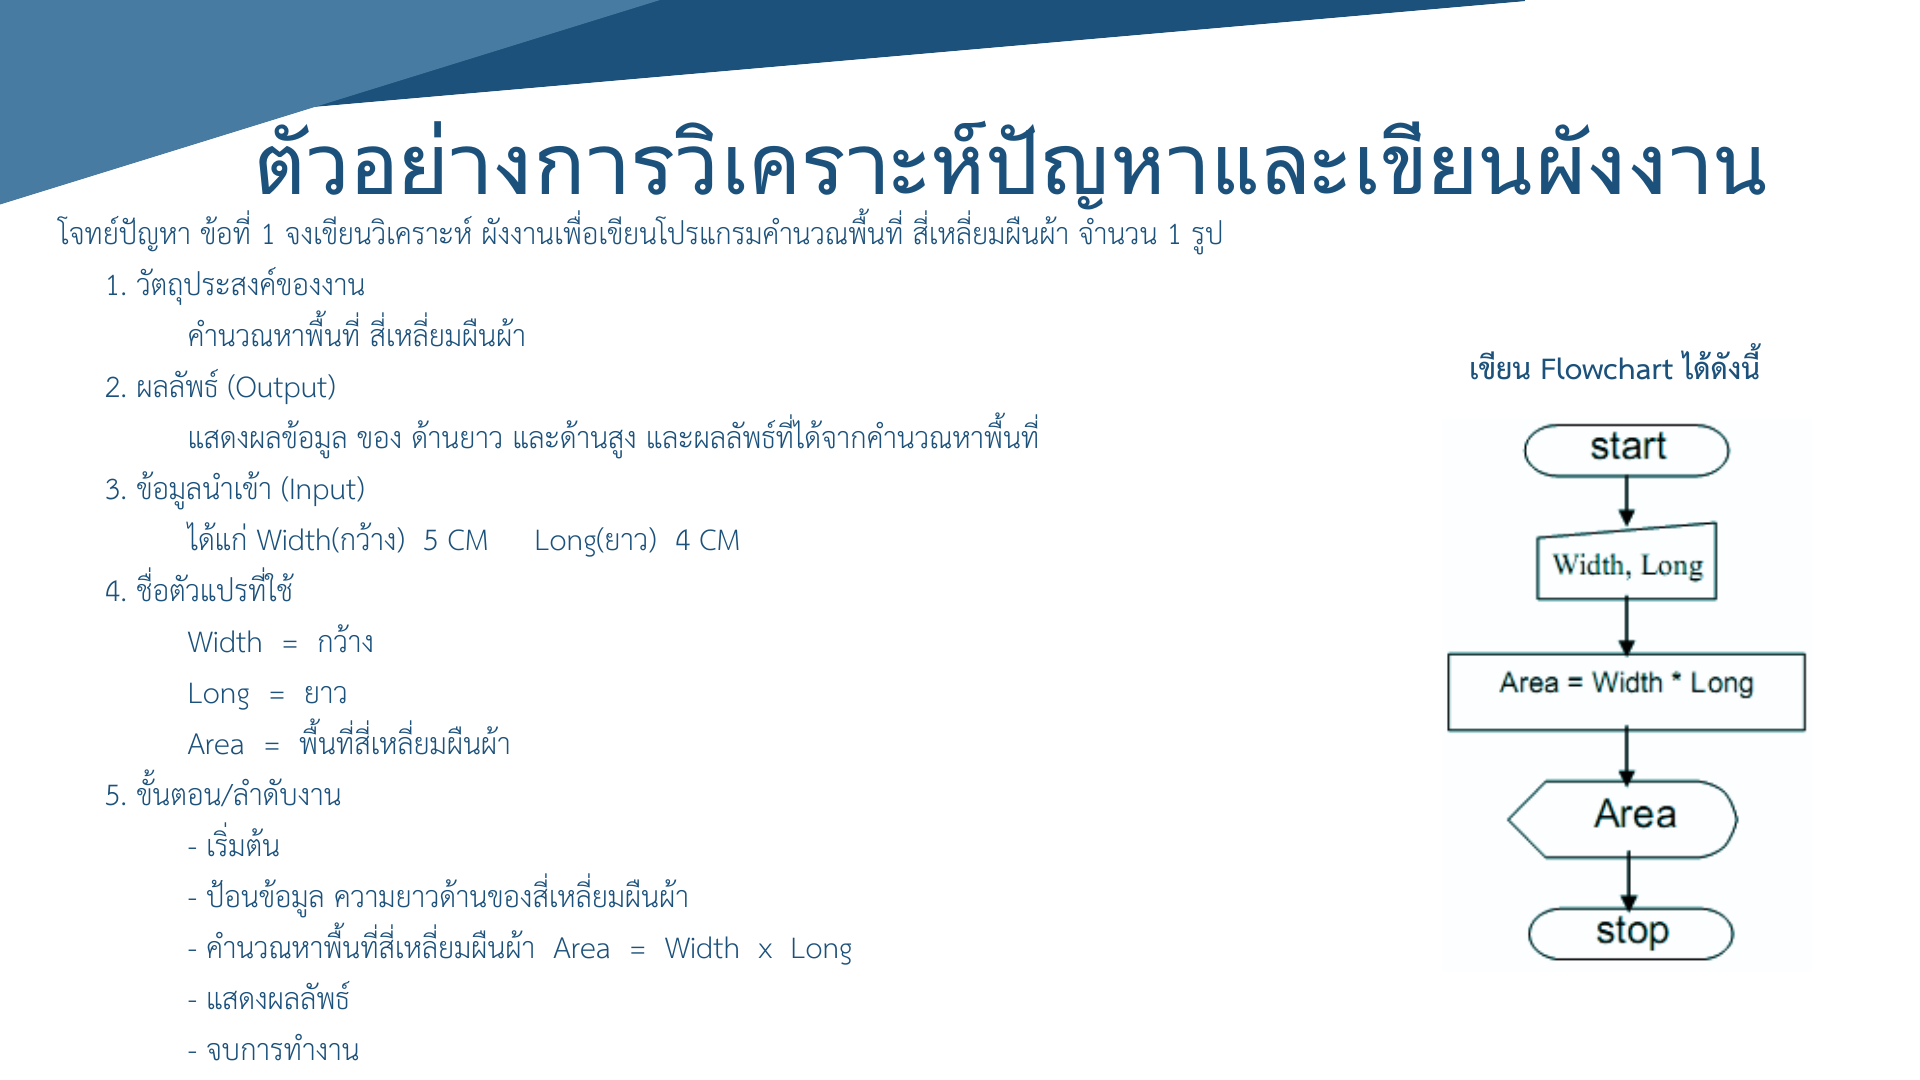 ตัวอย่างการวิเคราะห์ปัญหาและเขียนผังงาน
โจทย์ปัญหา ข้อที่ 1 จงเขียนวิเคราะห์ ผังงานเพื่อเขียนโปรแกรมคำนวณพื้นที่ สี่เหลี่ยมผืนผ้า จำนวน 1 รูป
1. วัตถุประสงค์ของงาน
คำนวณหาพื้นที่ สี่เหลี่ยมผืนผ้า
2. ผลลัพธ์ (Output)
แสดงผลข้อมูล ของ ด้านยาว และด้านสูง และผลลัพธ์ที่ได้จากคำนวณหาพื้นที่
3. ข้อมูลนำเข้า (Input)
ได้แก่ Width(กว้าง) 5 CM Long(ยาว) 4 CM
4. ชื่อตัวแปรที่ใช้
Width = กว้าง
Long = ยาว
Area = พื้นที่สี่เหลี่ยมผืนผ้า
5. ขั้นตอน/ลำดับงาน
- เริ่มต้น
- ป้อนข้อมูล ความยาวด้านของสี่เหลี่ยมผืนผ้า
- คำนวณหาพื้นที่สี่เหลี่ยมผืนผ้า Area = Width x Long
- แสดงผลลัพธ์
- จบการทำงาน
เขียน Flowchart ได้ดังนี้
start
Width, Long
Area = Width * Long
Area
stop